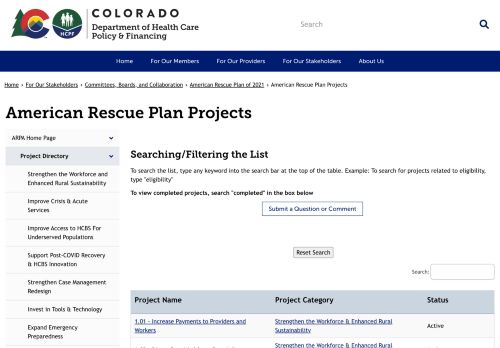 COLORADO
Department of Health Care
Policy & Financing
HCPF
Search
Home
For Our Members
For Our Providers
For Our Stakeholders
About Us
Home › For Our Stakeholders › Committees, Boards, and Collaboration › American Rescue Plan of 2021 › American Rescue Plan Projects
American Rescue Plan Projects
ARPA Home Page
Project Directory
Strengthen the Workforce and
Enhanced Rural Sustainability
Improve Crisis & Acute
Services
Improve Access to HCBS For
Underserved Populations
Support Post-COVID Recovery
& HCBS Innovation
Strengthen Case Management
Redesign
Invest in Tools & Technology
Expand Emergency
Preparedness
Searching/Filtering the List
To search the list, type any keyword into the search bar at the top of the table. Example: To search for projects related to eligibility,
type "eligibility"
To view completed projects, search "completed" in the box below
Submit a Question or Comment
Reset Search
Search:
Project Name
Project Category
Status
1.01 - Increase Payments to Providers and
Workers
Strengthen the Workforce & Enhanced Rural
Sustainability
Active
Strengthen the Workforce & Enhanced Rural